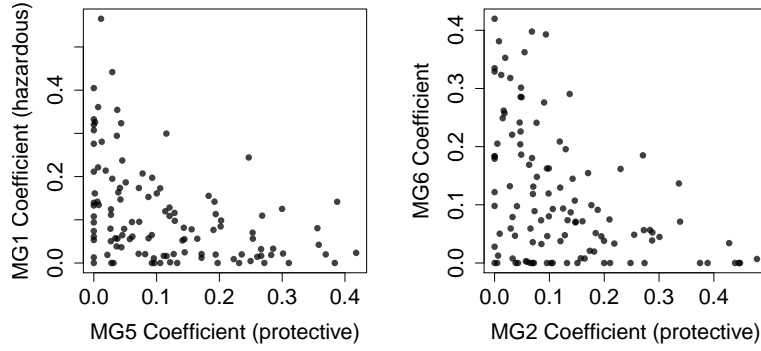 MG1 Coefficient (hazardous)
0.4
0.2
0.0
0.0 0.1 0.2 0.3 0.4
MG5 Coefficient (protective)
MG6 Coefficient
0.4
0.3
0.2
0.1
0.0
0.0 0.1 0.2 0.3 0.4
MG2 Coefficient (protective)